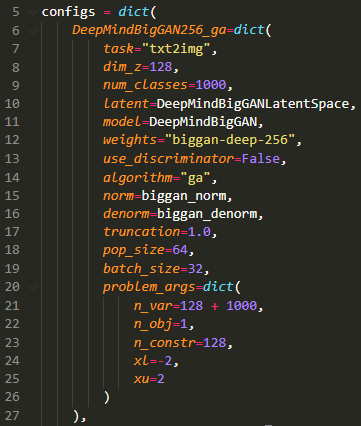 5 configs = dict(
6     DeepMindBigGAN256_ga=dict(
7         task="txt2img",
8         dim_z=128,
9         num_classes=1000,
10         latent=DeepMindBigGANLatentSpace,
11         model=DeepMindBigGAN,
12         weights="biggan-deep-256",
13         use_discriminator=False,
14         algorithm="ga",
15         norm=biggan_norm,
16         denorm=biggan_denorm,
17         truncation=1.0,
18         pop_size=64,
19         batch_size=32,
20         problem_args=dict(
21             n_var=128 + 1000,
22             n_obj=1,
23             n_constr=128,
24             xl=-2,
25             xu=2
26         )
27     ),